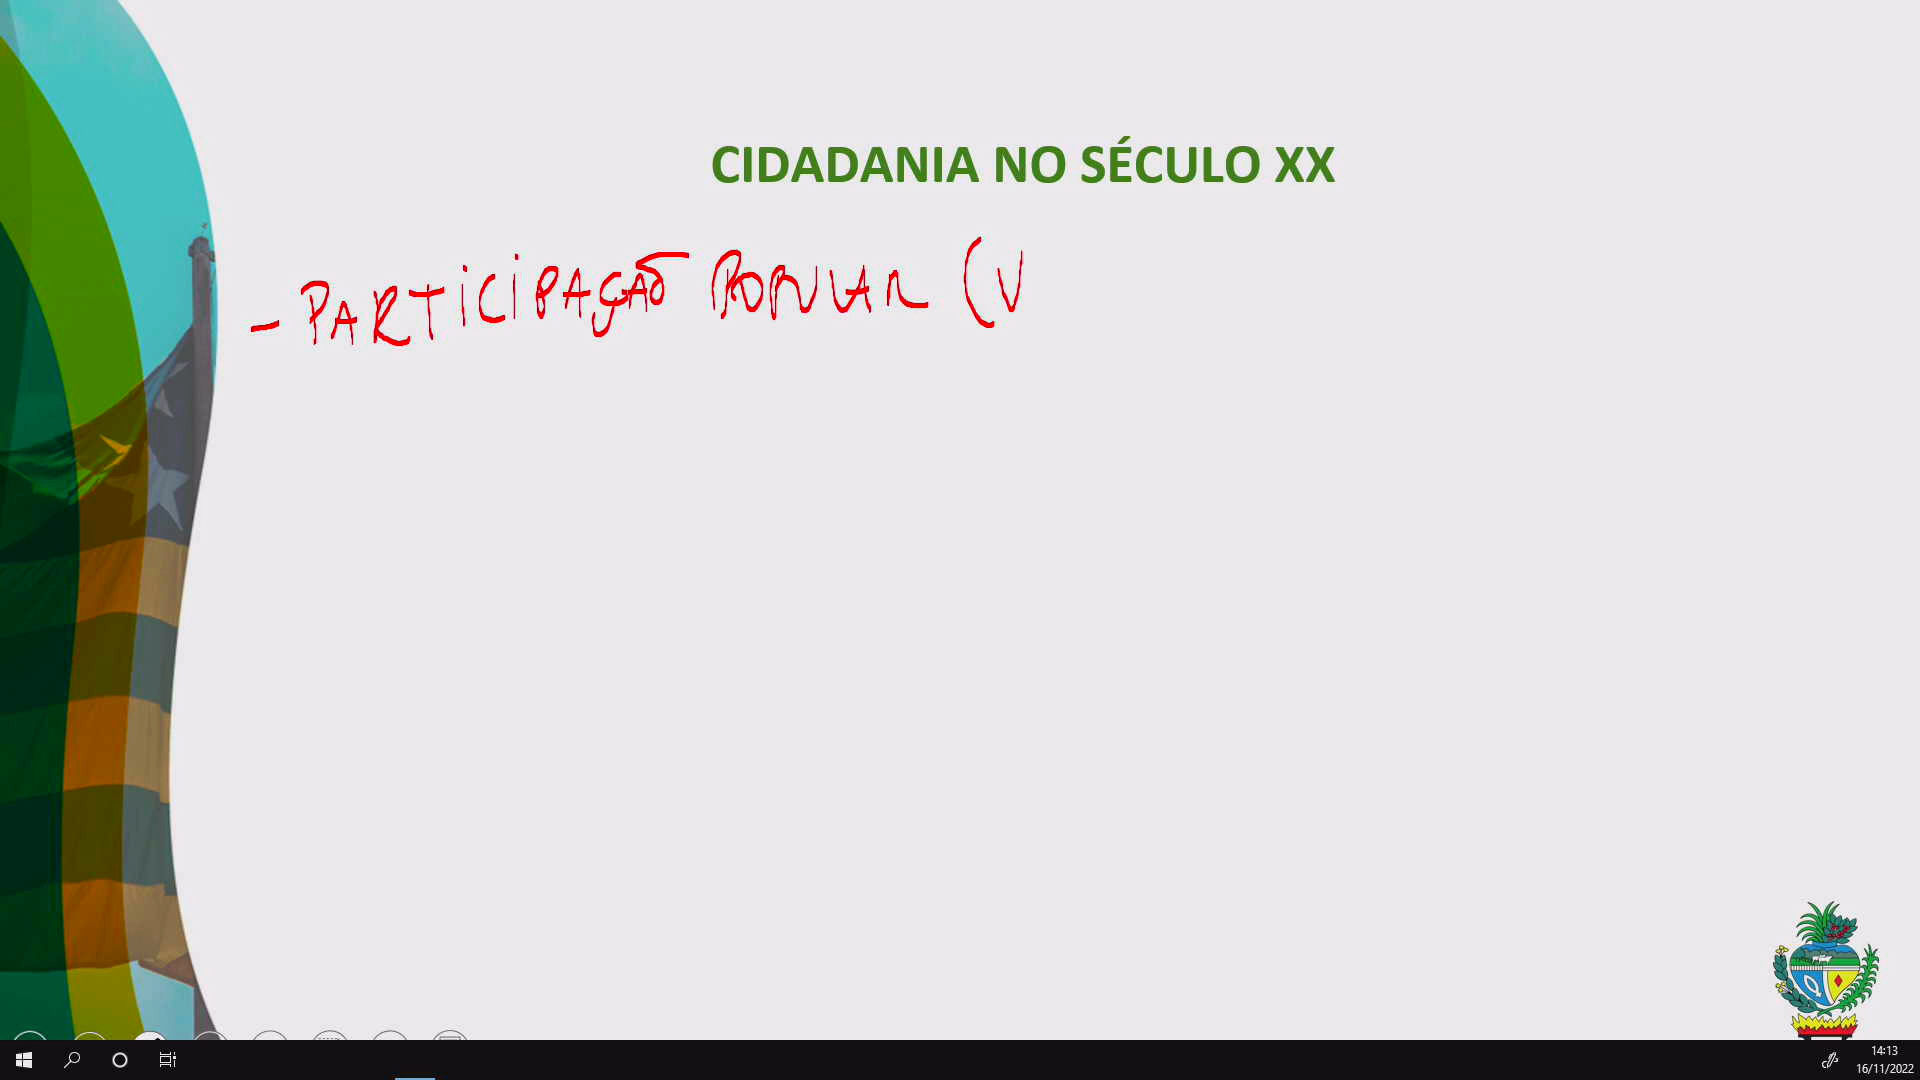 CIDADANIA NO SÉCULO XX
- PARTICIPAÇÃO POPULAR (V
14:13
16/11/2022